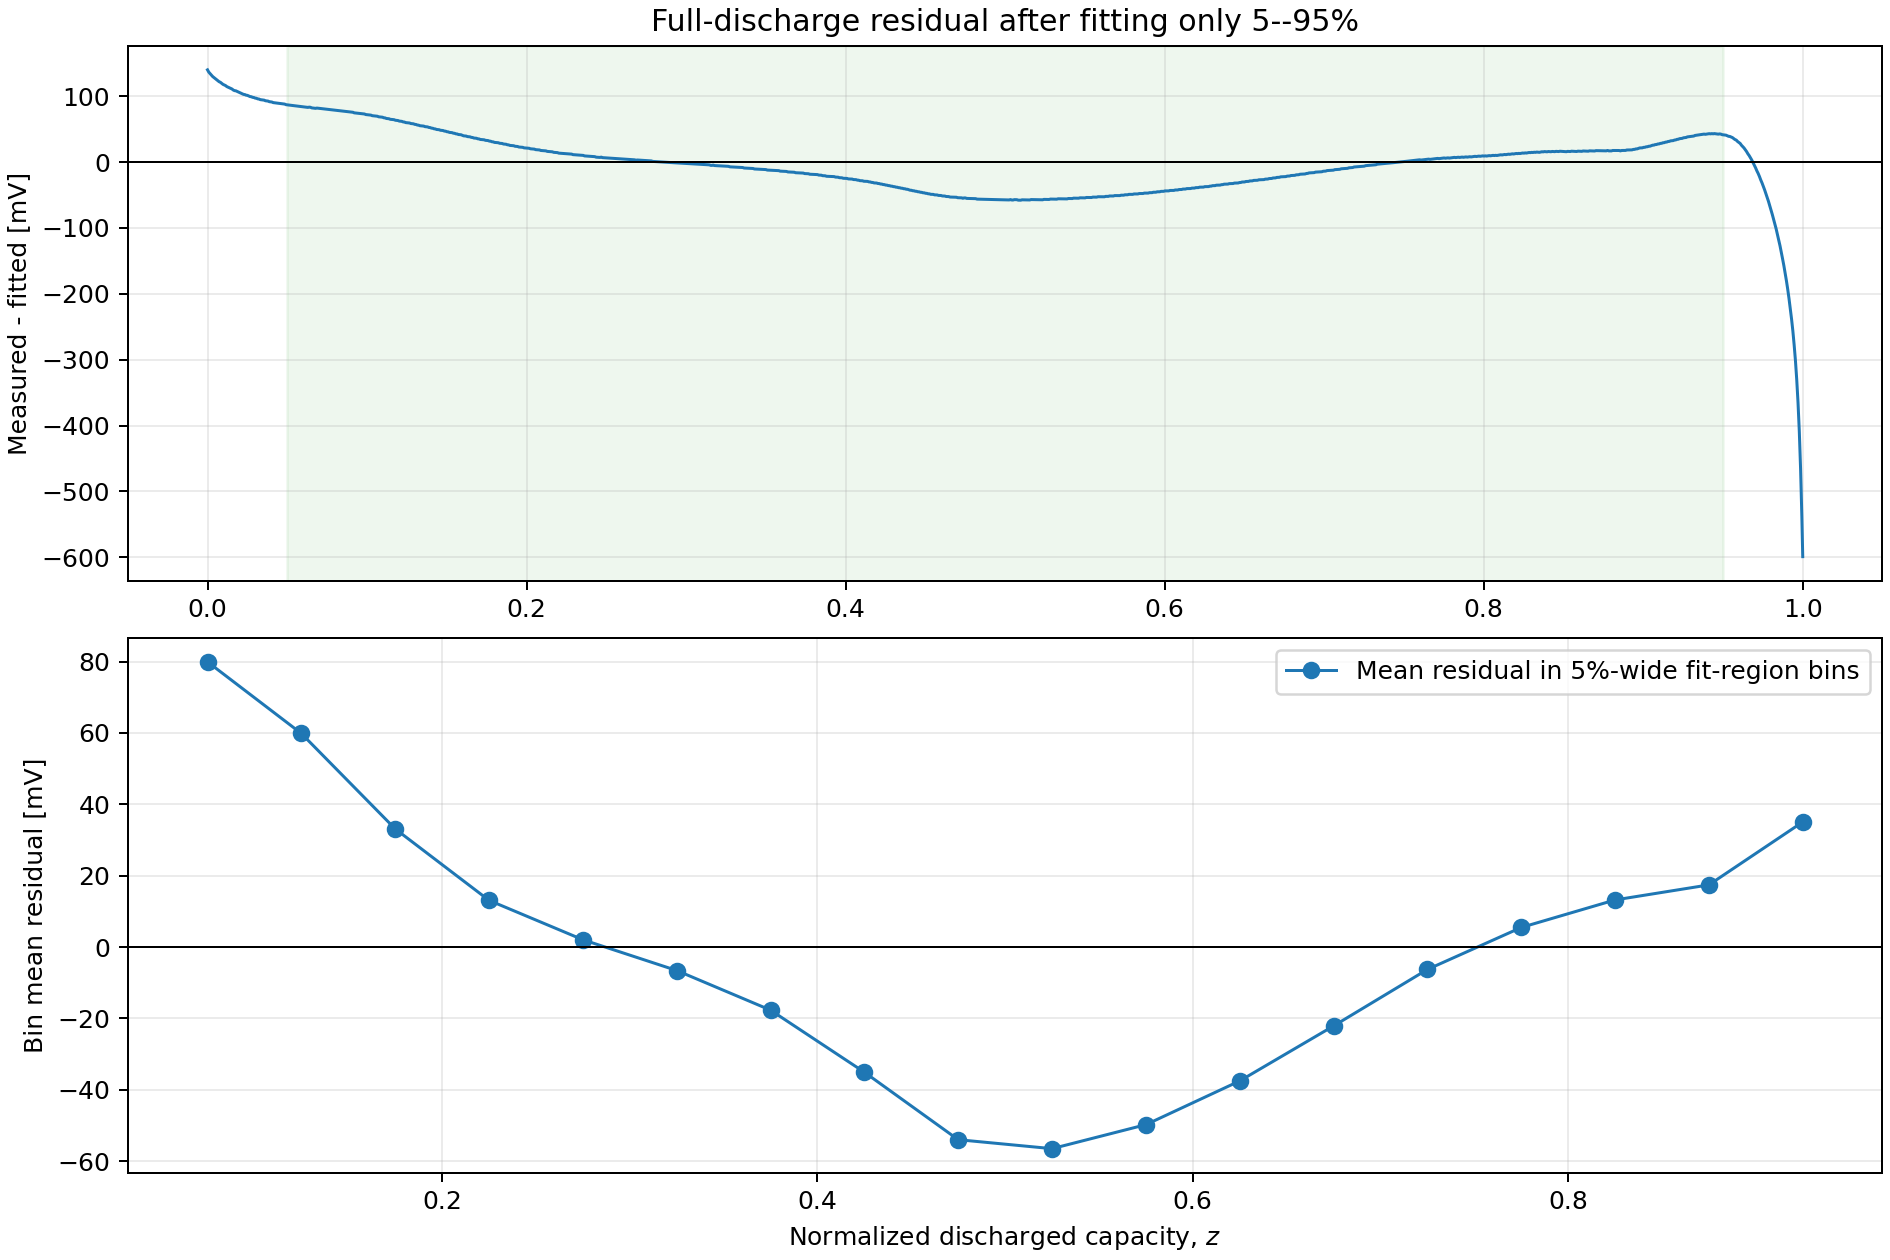 Full-discharge residual after fitting only 5--95%
Measured - fitted [mV]
100
0
−100
−200
−300
−400
−500
−600
0.0 0.2 0.4 0.6 0.8 1.0
Mean residual in 5%-wide fit-region bins
Bin mean residual [mV]
80
60
40
20
0
−20
−40
−60
0.2 0.4 0.6 0.8
Normalized discharged capacity, z